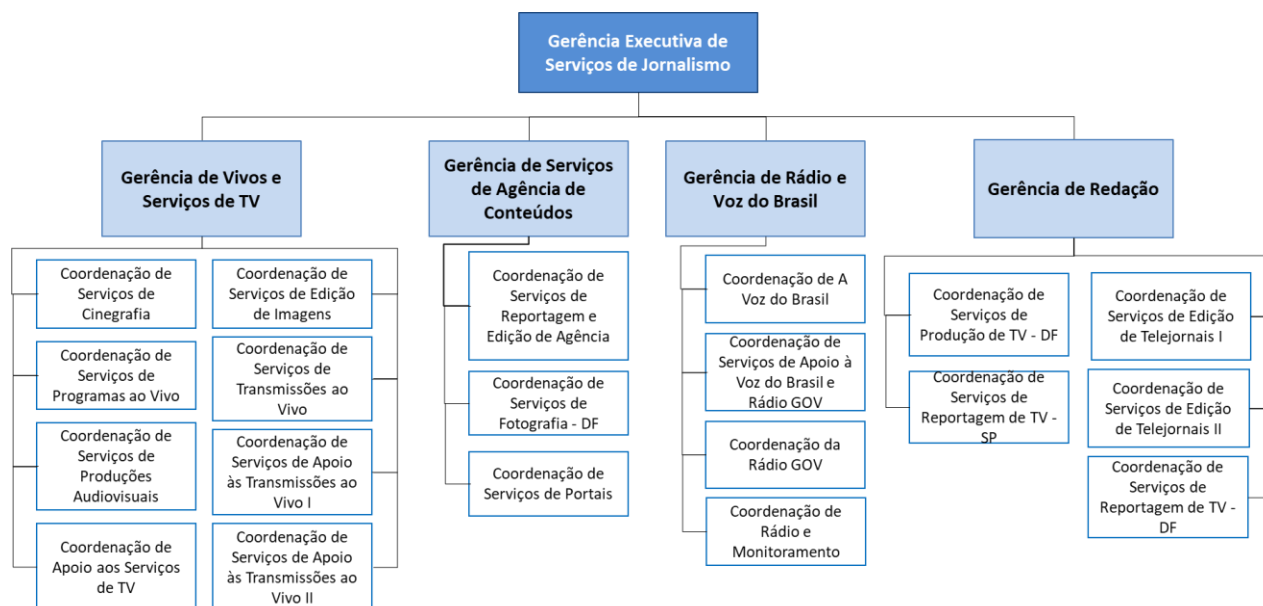 Gerência Executiva de
Serviços de Jornalismo
Gerência de Vivos e
Serviços de TV
Coordenação de
Serviços de
Cinegrafia
Coordenação de
Serviços de Edição
de Imagens
Coordenação de
Serviços de
Programas ao Vivo
Coordenação de
Serviços de
Transmissões ao
Vivo
Coordenação de
Serviços de
Produções
Audiovisuais
Coordenação de
Serviços de Apoio
às Transmissões ao
Vivo I
Coordenação de
Apoio aos Serviços
de TV
Coordenação de
Serviços de Apoio
às Transmissões ao
Vivo II
Gerência de Serviços
de Agência de
Conteúdos
Coordenação de
Serviços de
Reportagem e
Edição de Agência
Coordenação de
Serviços de
Fotografia - DF
Coordenação de
Serviços de Portais
Gerência de Rádio e
Voz do Brasil
Coordenação de A
Voz do Brasil
Coordenação de
Serviços de Apoio à
Voz do Brasil e
Rádio GOV
Coordenação da
Rádio GOV
Coordenação de
Rádio e
Monitoramento
Gerência de Redação
Coordenação de
Serviços de
Produção de TV - DF
Coordenação de
Serviços de Edição
de Telejornais I
Coordenação de
Serviços de
Reportagem de TV -
SP
Coordenação de
Serviços de Edição
de Telejornais II
Coordenação de
Serviços de
Reportagem de TV -
DF